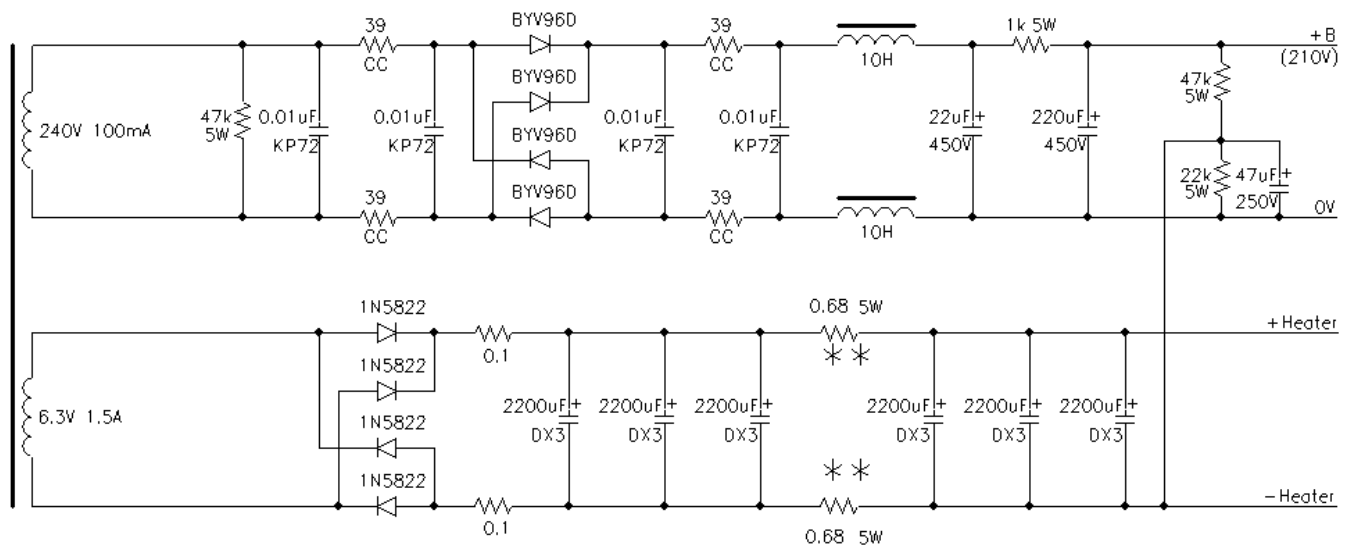 BYV96D
39
CC
BYV96D
BYV96D
BYV96D
39
CC
10H
1k 5W
+B
(210V)
240V 100mA
47k
5W
0.01uF
KP72
0.01uF
KP72
0.01uF
KP72
0.01uF
KP72
22uF+
450V
220uF+
450V
47k
5W
22k
5W
47uF+
250V
39
CC
39
CC
10H
0V
1N5822
0.1
0.68 5W
+Heater
1N5822
6.3V 1.5A
1N5822
1N5822
2200uF+
DX3
2200uF+
DX3
2200uF+
DX3
2200uF+
DX3
2200uF+
DX3
2200uF+
DX3
0.1
0.68 5W
-Heater